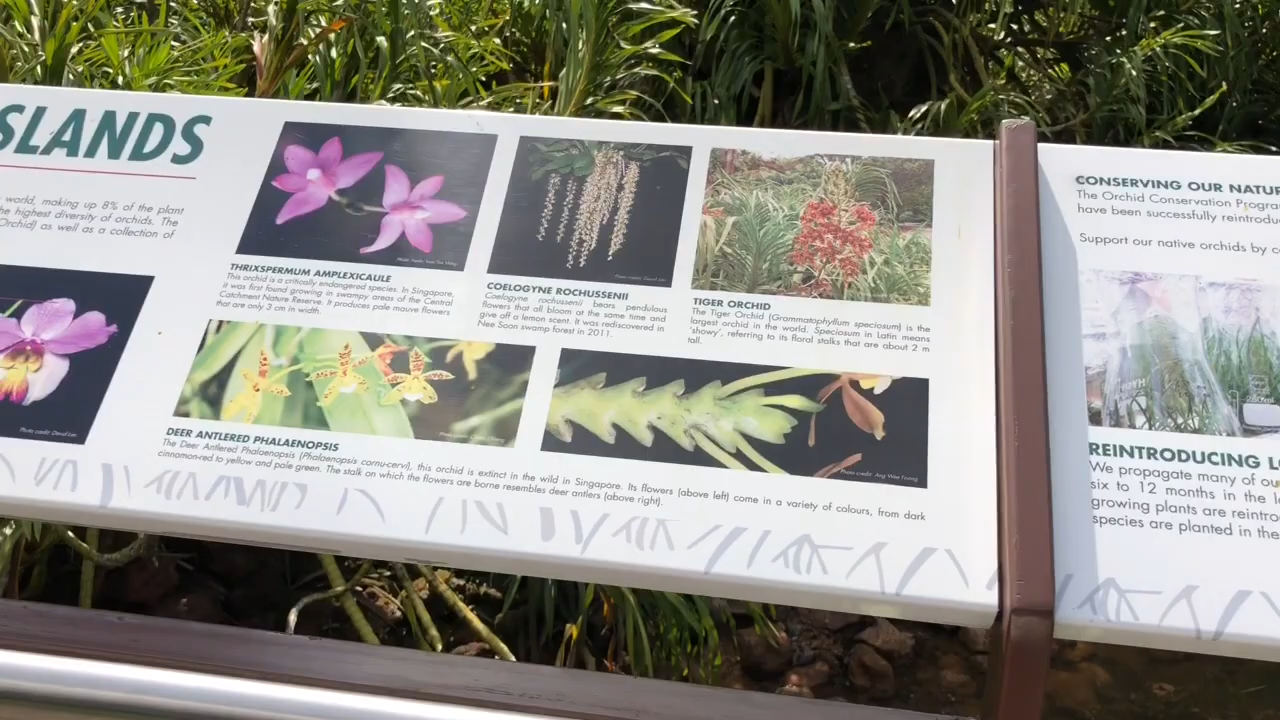 SLANDS
world, making up 8% of the plant
he highest diversity of orchids. The
Orchid) as well as a collection of
THRIXSPERMUM AMPLEXICAULE
This orchid is a critically endangered species. In Singapore,
it was first found growing in swampy areas of the Central
Catchment Nature Reserve. It produces pale mauve flowers
that are only 3 cm in width.
COELOGYNE ROCHUSSENII
Coelogyne rochussenii bears pendulous
flowers that all bloom at the same time and
give off a lemon scent. It was rediscovered in
Nee Soon swamp forest in 2011.
TIGER ORCHID
The Tiger Orchid (Grammatophyllum speciosum) is the
largest orchid in the world. Speciosum in Latin means
'showy', referring to its floral stalks that are about 2 m
tall.
Photo credit: David Lim
DEER ANTLERED PHALAENOPSIS
The Deer Antlered Phalaenopsis (Phalaenopsis cornu-cervi), this orchid is extinct in the wild in Singapore. Its flowers (above left) come in a variety of colours, from dark
cinnamon-red to yellow and pale green. The stalk on which the flowers are borne resembles deer antlers (above right).
Photo credit: Ang Wee Foong
CONSERVING OUR NATU
The Orchid Conservation Progra
have been successfully reintrodu
Support our native orchids by
REINTRODUCING L
We propagate many of ou
six to 12 months in the
growing plants are reintro
species are planted in the